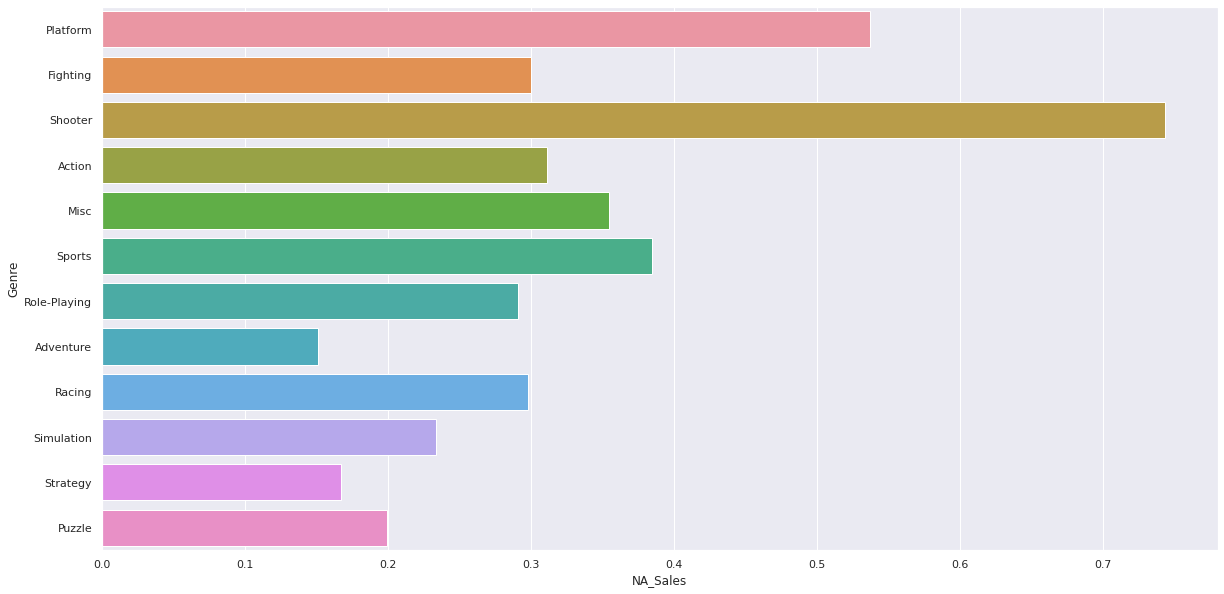 Platform
Fighting
Shooter
Action
Misc
Sports
Role-Playing
Adventure
Racing
Simulation
Strategy
Puzzle
Genre
0.0 0.1 0.2 0.3 0.4 0.5 0.6 0.7
NA_Sales